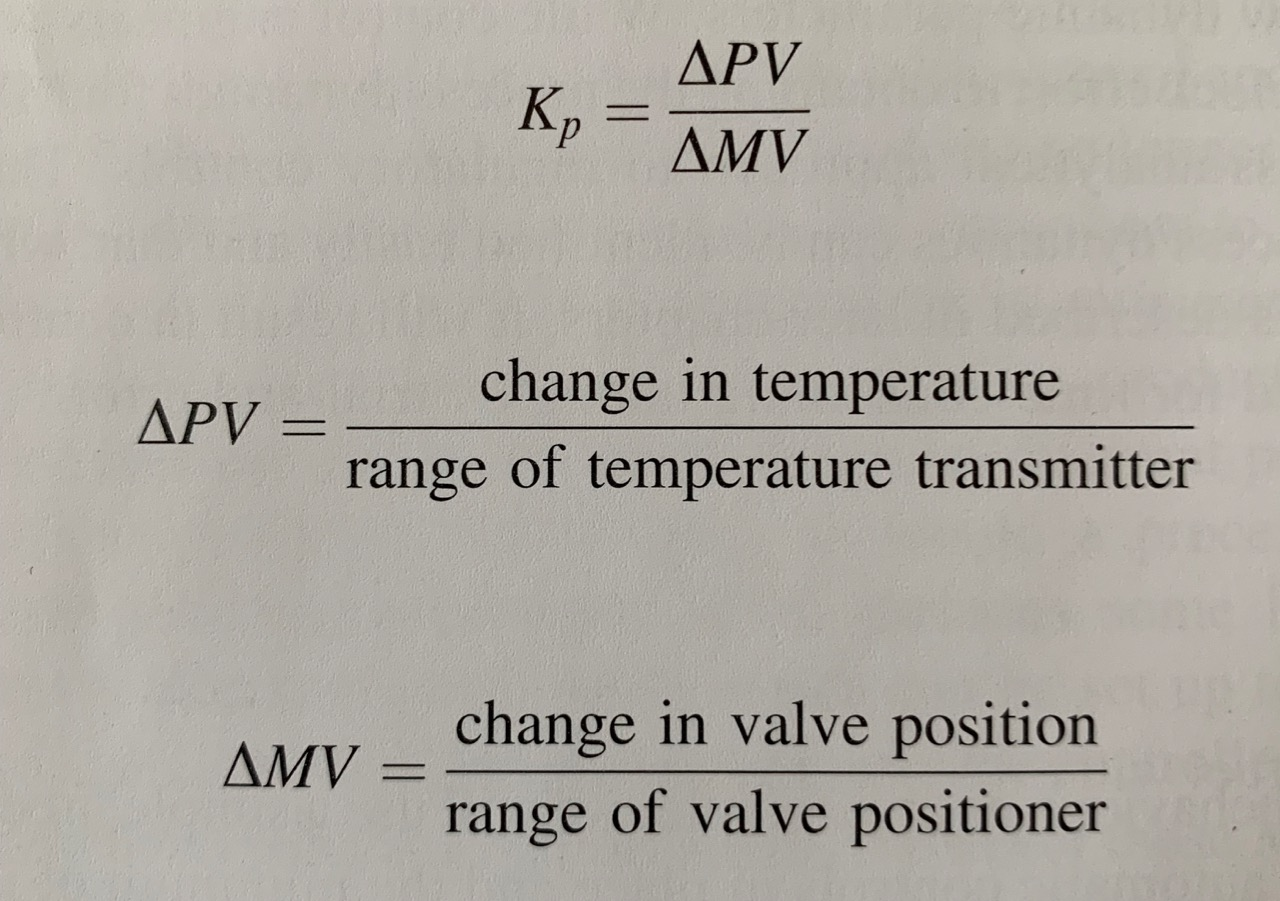 K_p = ΔPV / ΔMV
ΔPV = change in temperature / range of temperature transmitter
ΔMV = change in valve position / range of valve positioner